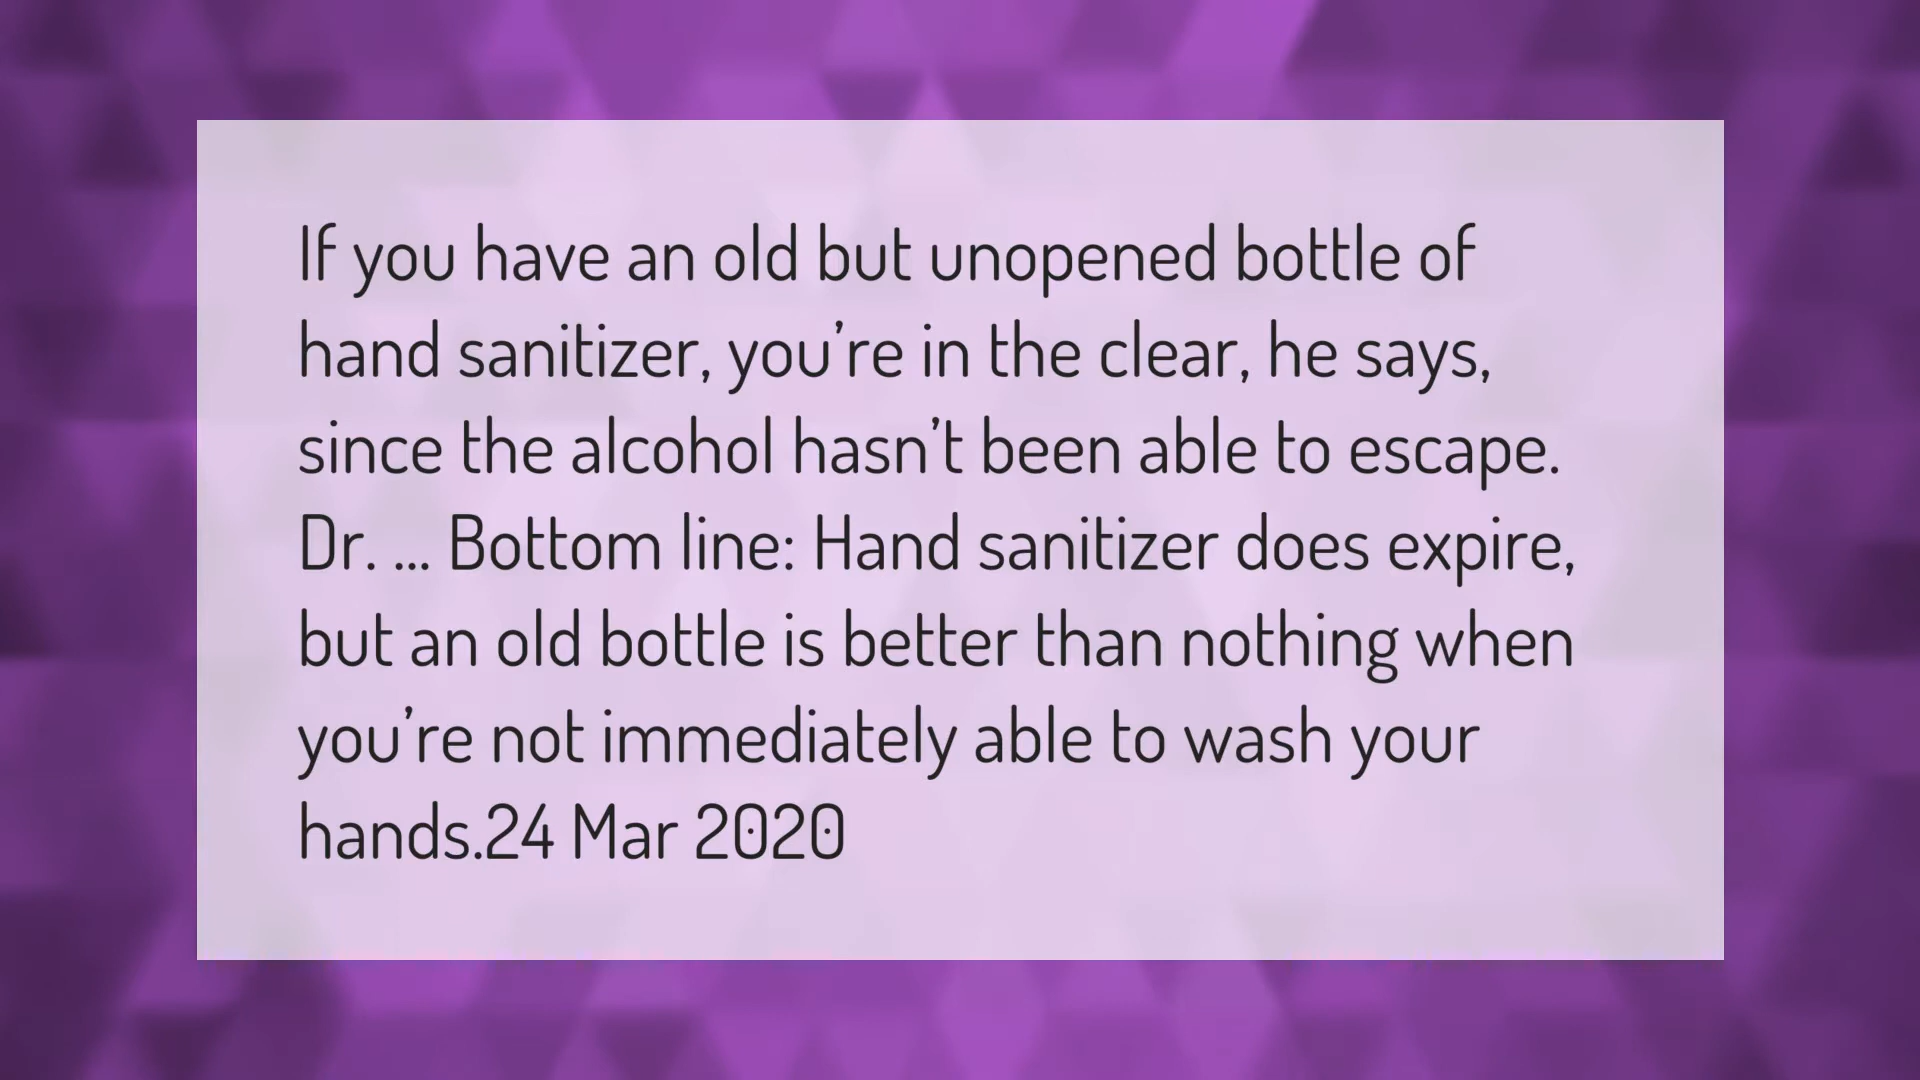 If you have an old but unopened bottle of
hand sanitizer, you’re in the clear, he says,
since the alcohol hasn’t been able to escape.
Dr. ... Bottom line: Hand sanitizer does expire,
but an old bottle is better than nothing when
you’re not immediately able to wash your
hands.24 Mar 2020